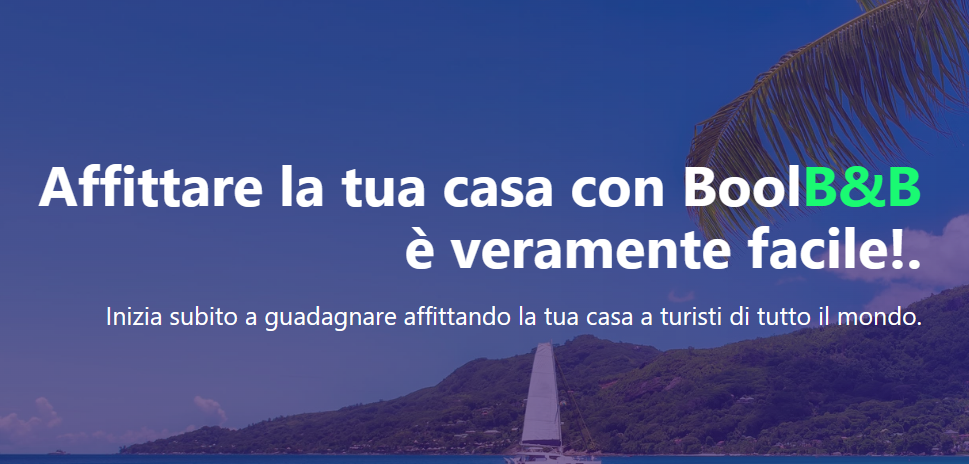 Affittare la tua casa con BoolB&B
è veramente facile!.
Inizia subito a guadagnare affittando la tua casa a turisti di tutto il mondo.